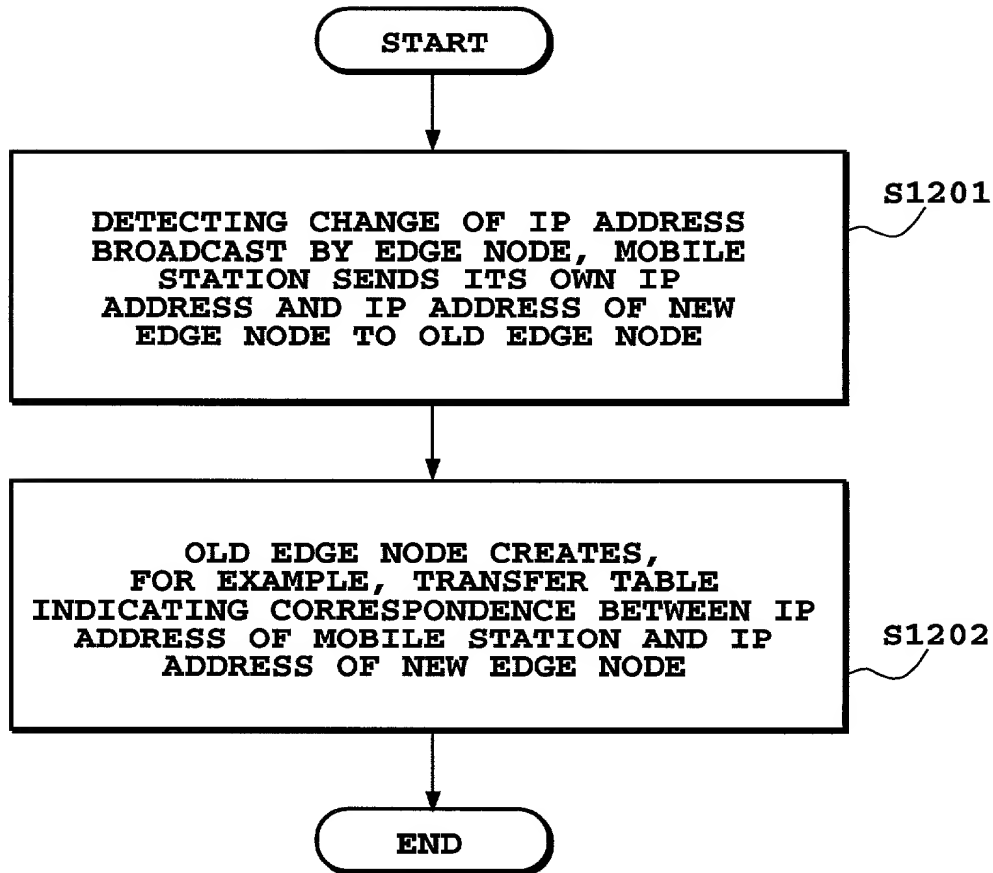 START
DETECTING CHANGE OF IP ADDRESS
BROADCAST BY EDGE NODE, MOBILE
STATION SENDS ITS OWN IP
ADDRESS AND IP ADDRESS OF NEW
EDGE NODE TO OLD EDGE NODE
S1201
OLD EDGE NODE CREATES,
FOR EXAMPLE, TRANSFER TABLE
INDICATING CORRESPONDENCE BETWEEN IP
ADDRESS OF MOBILE STATION AND IP
ADDRESS OF NEW EDGE NODE
S1202
END